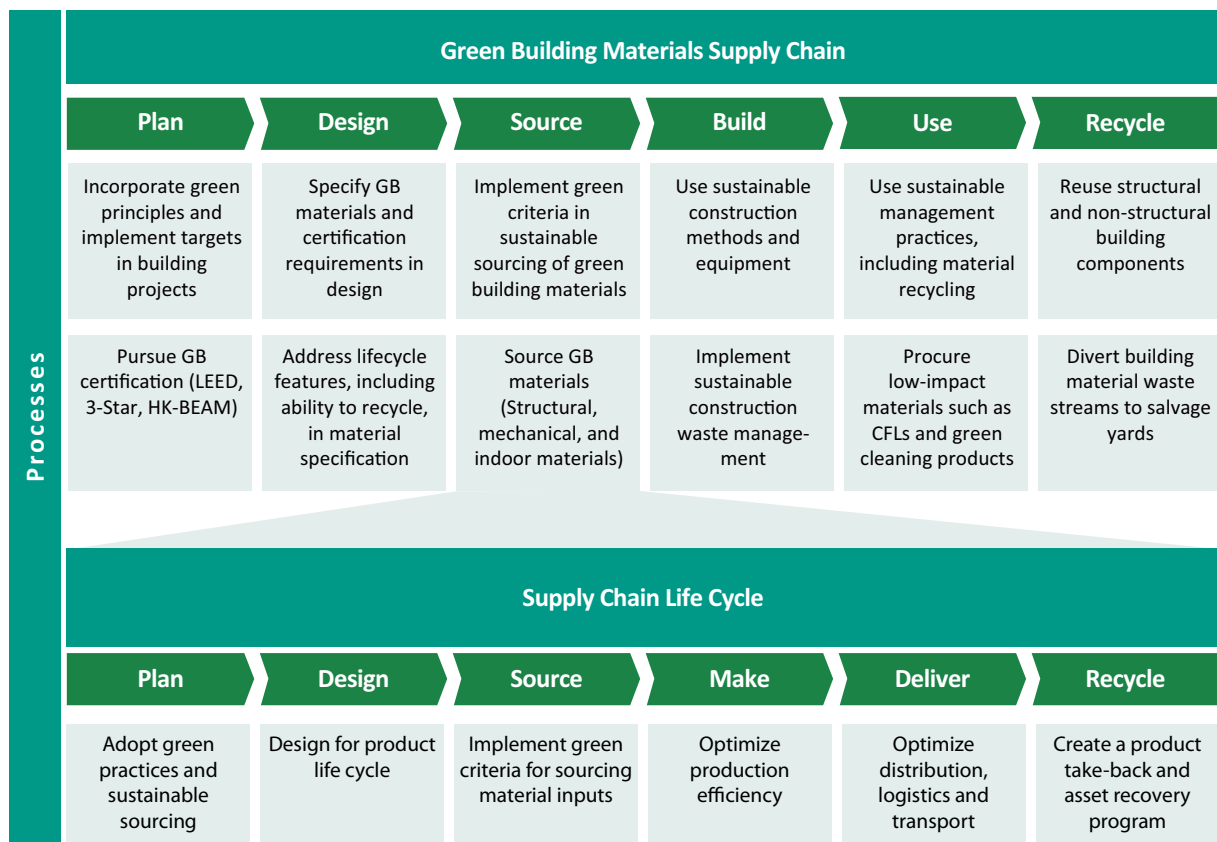 Processes
Green Building Materials Supply Chain
Plan
Design
Source
Build
Use
Recycle
Incorporate green
principles and
implement targets
in building
projects
Specify GB
materials and
certification
requirements in
design
Implement green
criteria in
sustainable
sourcing of green
building materials
Use sustainable
construction
methods and
equipment
Use sustainable
management
practices,
including material
recycling
Reuse structural
and non-structural
building
components
Pursue GB
certification (LEED,
3-Star, HK-BEAM)
Address lifecycle
features, including
ability to recycle,
in material
specification
Source GB
materials
(Structural,
mechanical, and
indoor materials)
Implement
sustainable
construction
waste manage-
ment
Procure
low-impact
materials such as
CFLs and green
cleaning products
Divert building
material waste
streams to salvage
yards
Supply Chain Life Cycle
Plan
Design
Source
Make
Deliver
Recycle
Adopt green
practices and
sustainable
sourcing
Design for product
life cycle
Implement green
criteria for sourcing
material inputs
Optimize
production
efficiency
Optimize
distribution,
logistics and
transport
Create a product
take-back and
asset recovery
program